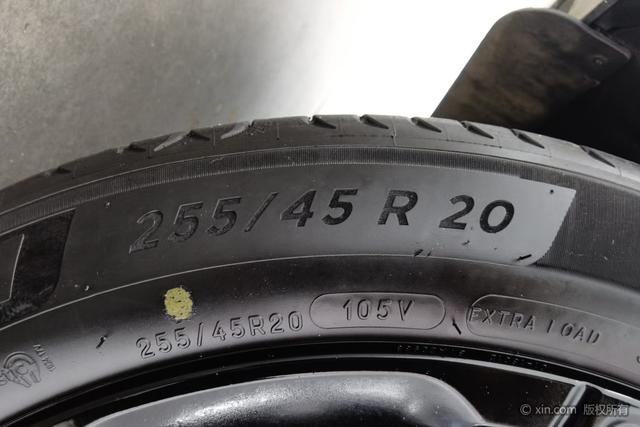 255/45 R 20
255/45R20 105V EXTRA LOAD
© xin.com 版权所有